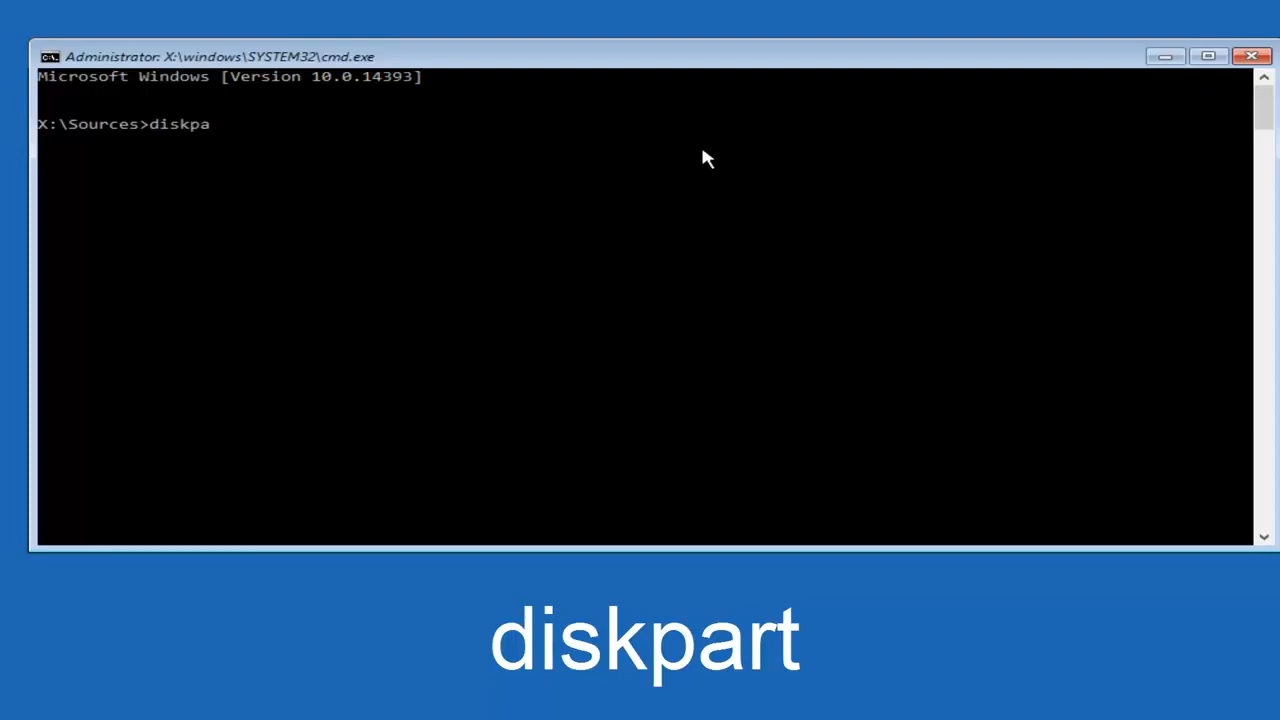 Administrator: X:\windows\SYSTEM32\cmd.exe
Microsoft Windows [Version 10.0.14393]
X:\Sources>diskpa
diskpart